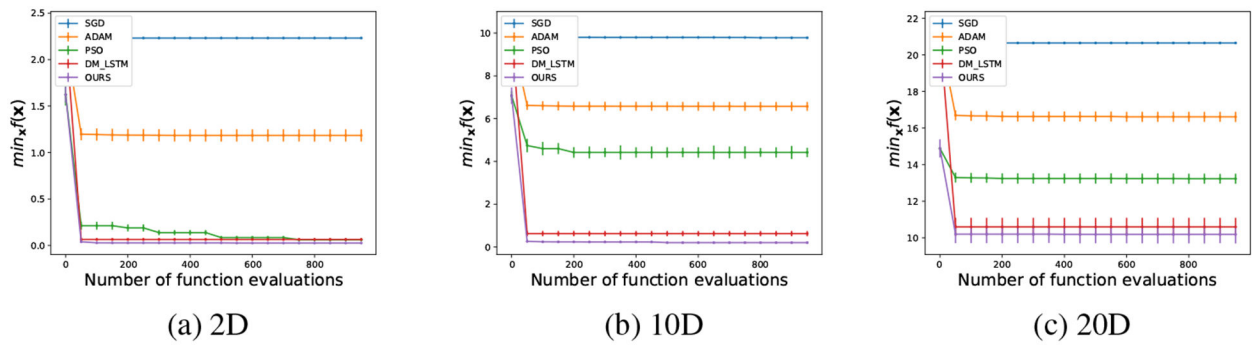 2.5
2.0
1.5
1.0
0.5
0.0
min_x f(x)
SGD
ADAM
PSO
DM_LSTM
OURS
0 200 400 600 800
Number of function evaluations
(a) 2D
10
8
6
4
2
0
min_x f(x)
SGD
ADAM
PSO
DM_LSTM
OURS
0 200 400 600 800
Number of function evaluations
(b) 10D
22
20
18
16
14
12
10
min_x f(x)
SGD
ADAM
PSO
DM_LSTM
OURS
0 200 400 600 800
Number of function evaluations
(c) 20D